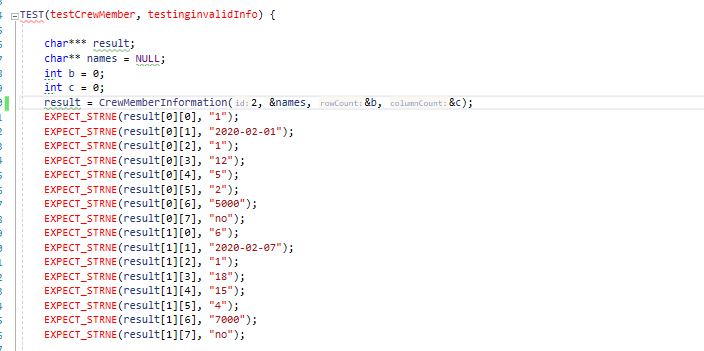 TEST(testCrewMember, testinginvalidInfo) {
char*** result;
char** names = NULL;
int b = 0;
int c = 0;
result = CrewMemberInformation(id:2, &names, rowCount:&b, columnCount:&c);
EXPECT_STRNE(result[0][0], "1");
EXPECT_STRNE(result[0][1], "2020-02-01");
EXPECT_STRNE(result[0][2], "1");
EXPECT_STRNE(result[0][3], "12");
EXPECT_STRNE(result[0][4], "5");
EXPECT_STRNE(result[0][5], "2");
EXPECT_STRNE(result[0][6], "5000");
EXPECT_STRNE(result[0][7], "no");
EXPECT_STRNE(result[1][0], "6");
EXPECT_STRNE(result[1][1], "2020-02-07");
EXPECT_STRNE(result[1][2], "1");
EXPECT_STRNE(result[1][3], "18");
EXPECT_STRNE(result[1][4], "15");
EXPECT_STRNE(result[1][5], "4");
EXPECT_STRNE(result[1][6], "7000");
EXPECT_STRNE(result[1][7], "no");